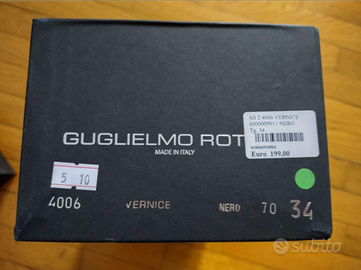 AS 2 4006 VERNICE
6000009911 NERO
Tg. 34
Euro 199,00
GUGLIELMO ROT
MADE IN ITALY
5 10
4006 VERNICE NERO 70 34
subito